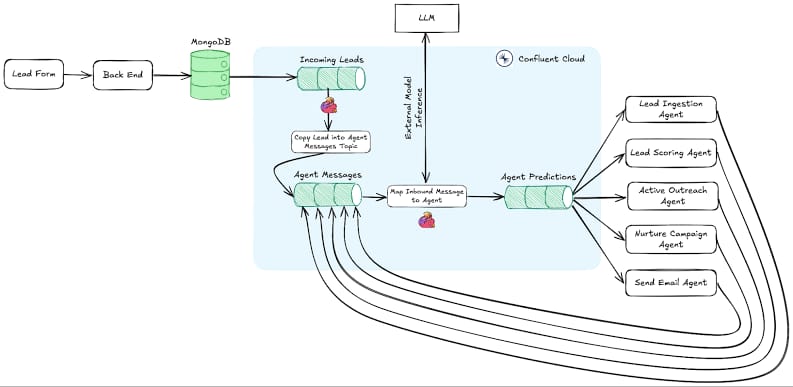 LLM
MongoDB
Incoming Leads
Confluent Cloud
Lead Form
Back End
External Model
Inference
Lead Ingestion
Agent
Copy Lead into Agent
Messages Topic
Lead Scoring Agent
Agent Messages
Map Inbound Message
to Agent
Agent Predictions
Active Outreach
Agent
Nurture Campaign
Agent
Send Email Agent